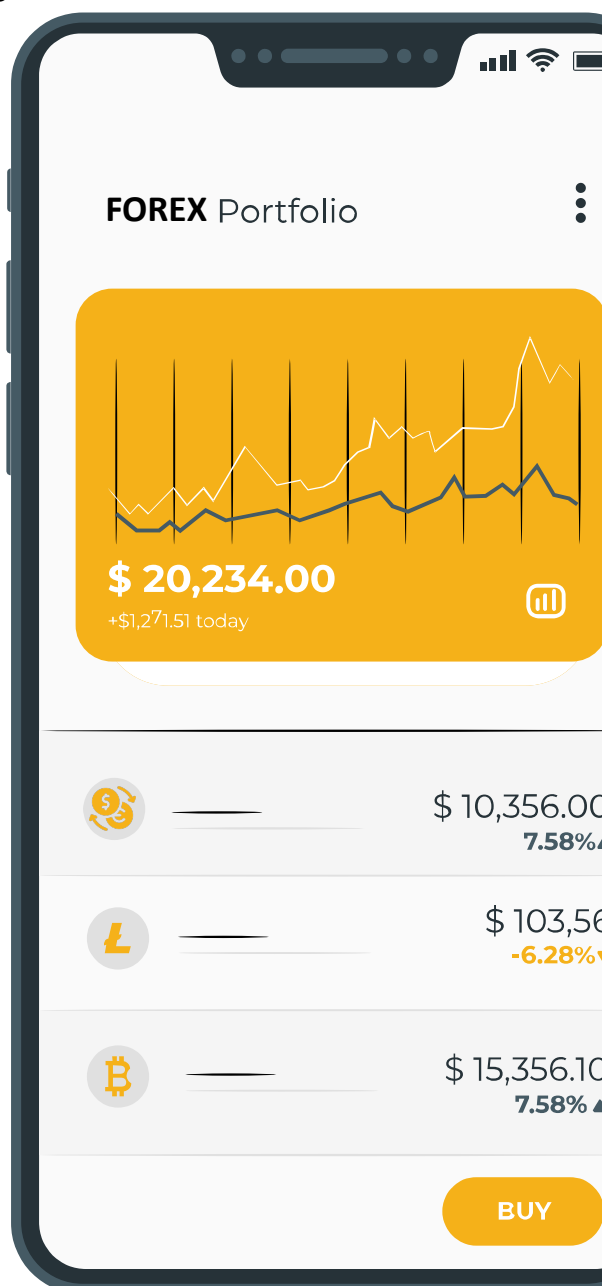 FOREX Portfolio
$ 20,234.00
+$1,271.51 today
$ 10,356.00
7.58%
$ 103,56
-6.28%
$ 15,356.10
7.58%
BUY